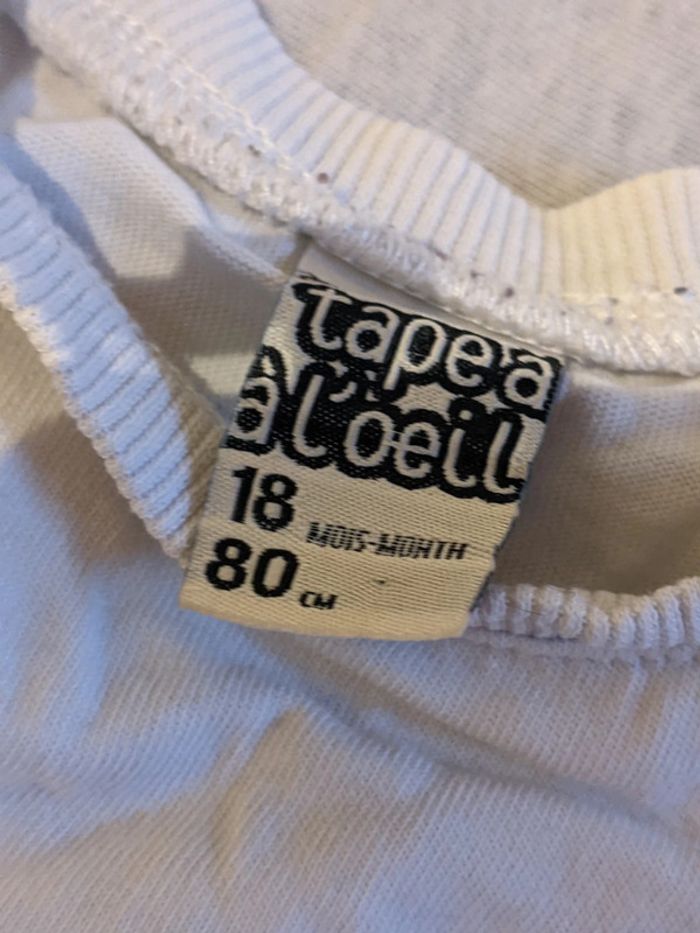 tape a
à l'oeil
18 MOIS-MONTH
80 CM